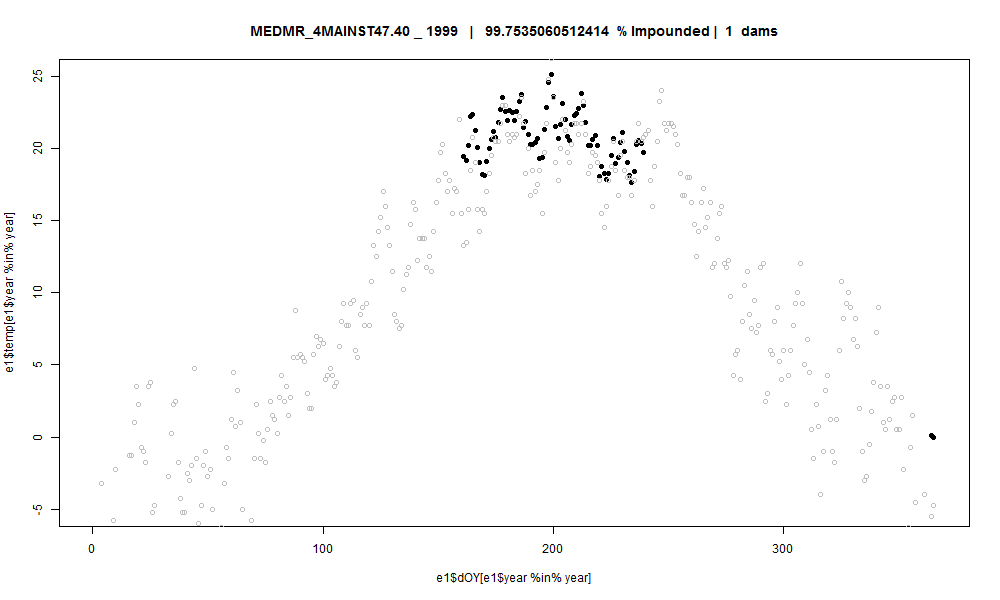 MEDMR_4MAINST47.40 _ 1999 | 99.7535060512414 % Impounded | 1 dams
e1$temp[e1$year %in% year]
25
20
15
10
5
0
-5
0 100 200 300
e1$dOY[e1$year %in% year]